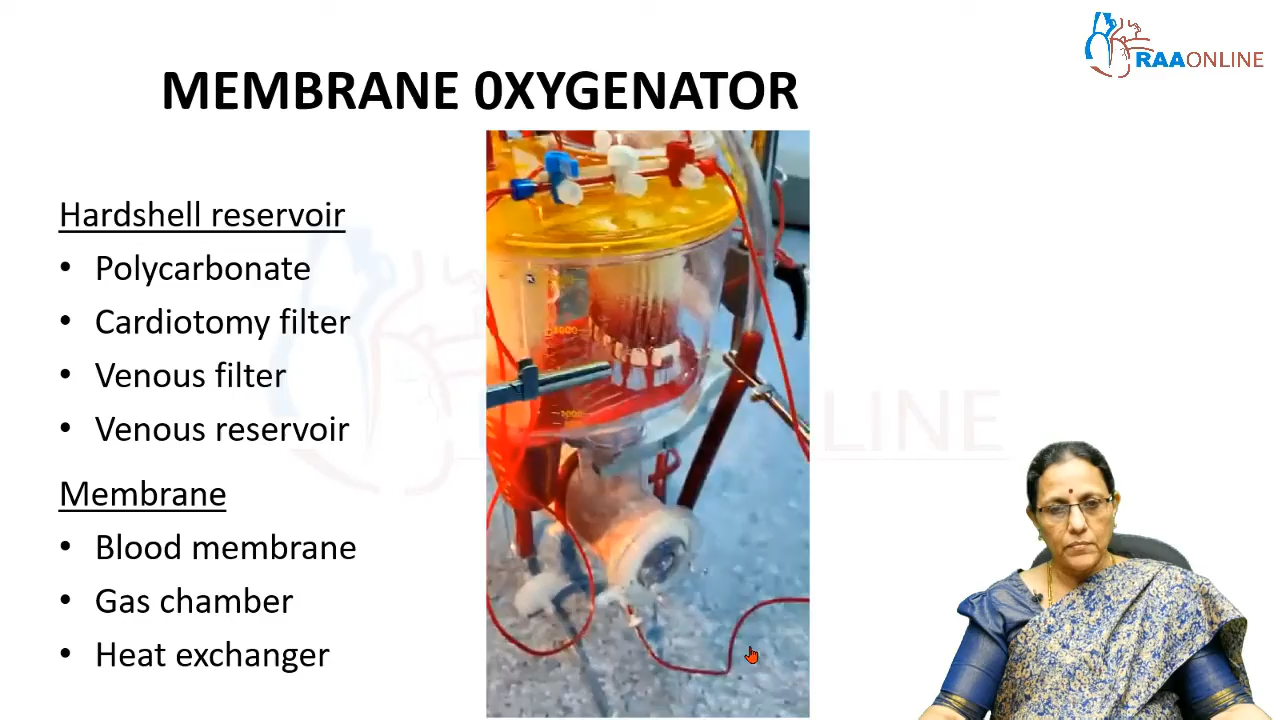 RAAONLINE
MEMBRANE 0XYGENATOR
Hardshell reservoir
• Polycarbonate
• Cardiotomy filter
• Venous filter
• Venous reservoir
Membrane
• Blood membrane
• Gas chamber
• Heat exchanger
LINE